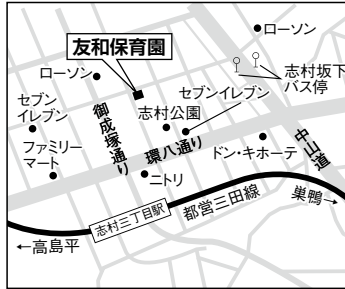 ローソン
友和保育園
志村坂下
バス停
ローソン
セブンイレブン
セブン
イレブン
御成塚通り
志村公園
中山道
環八通り
ファミリー
マート
ドン・キホーテ
ニトリ
志村三丁目駅
都営三田線
巣鴨→
←高島平